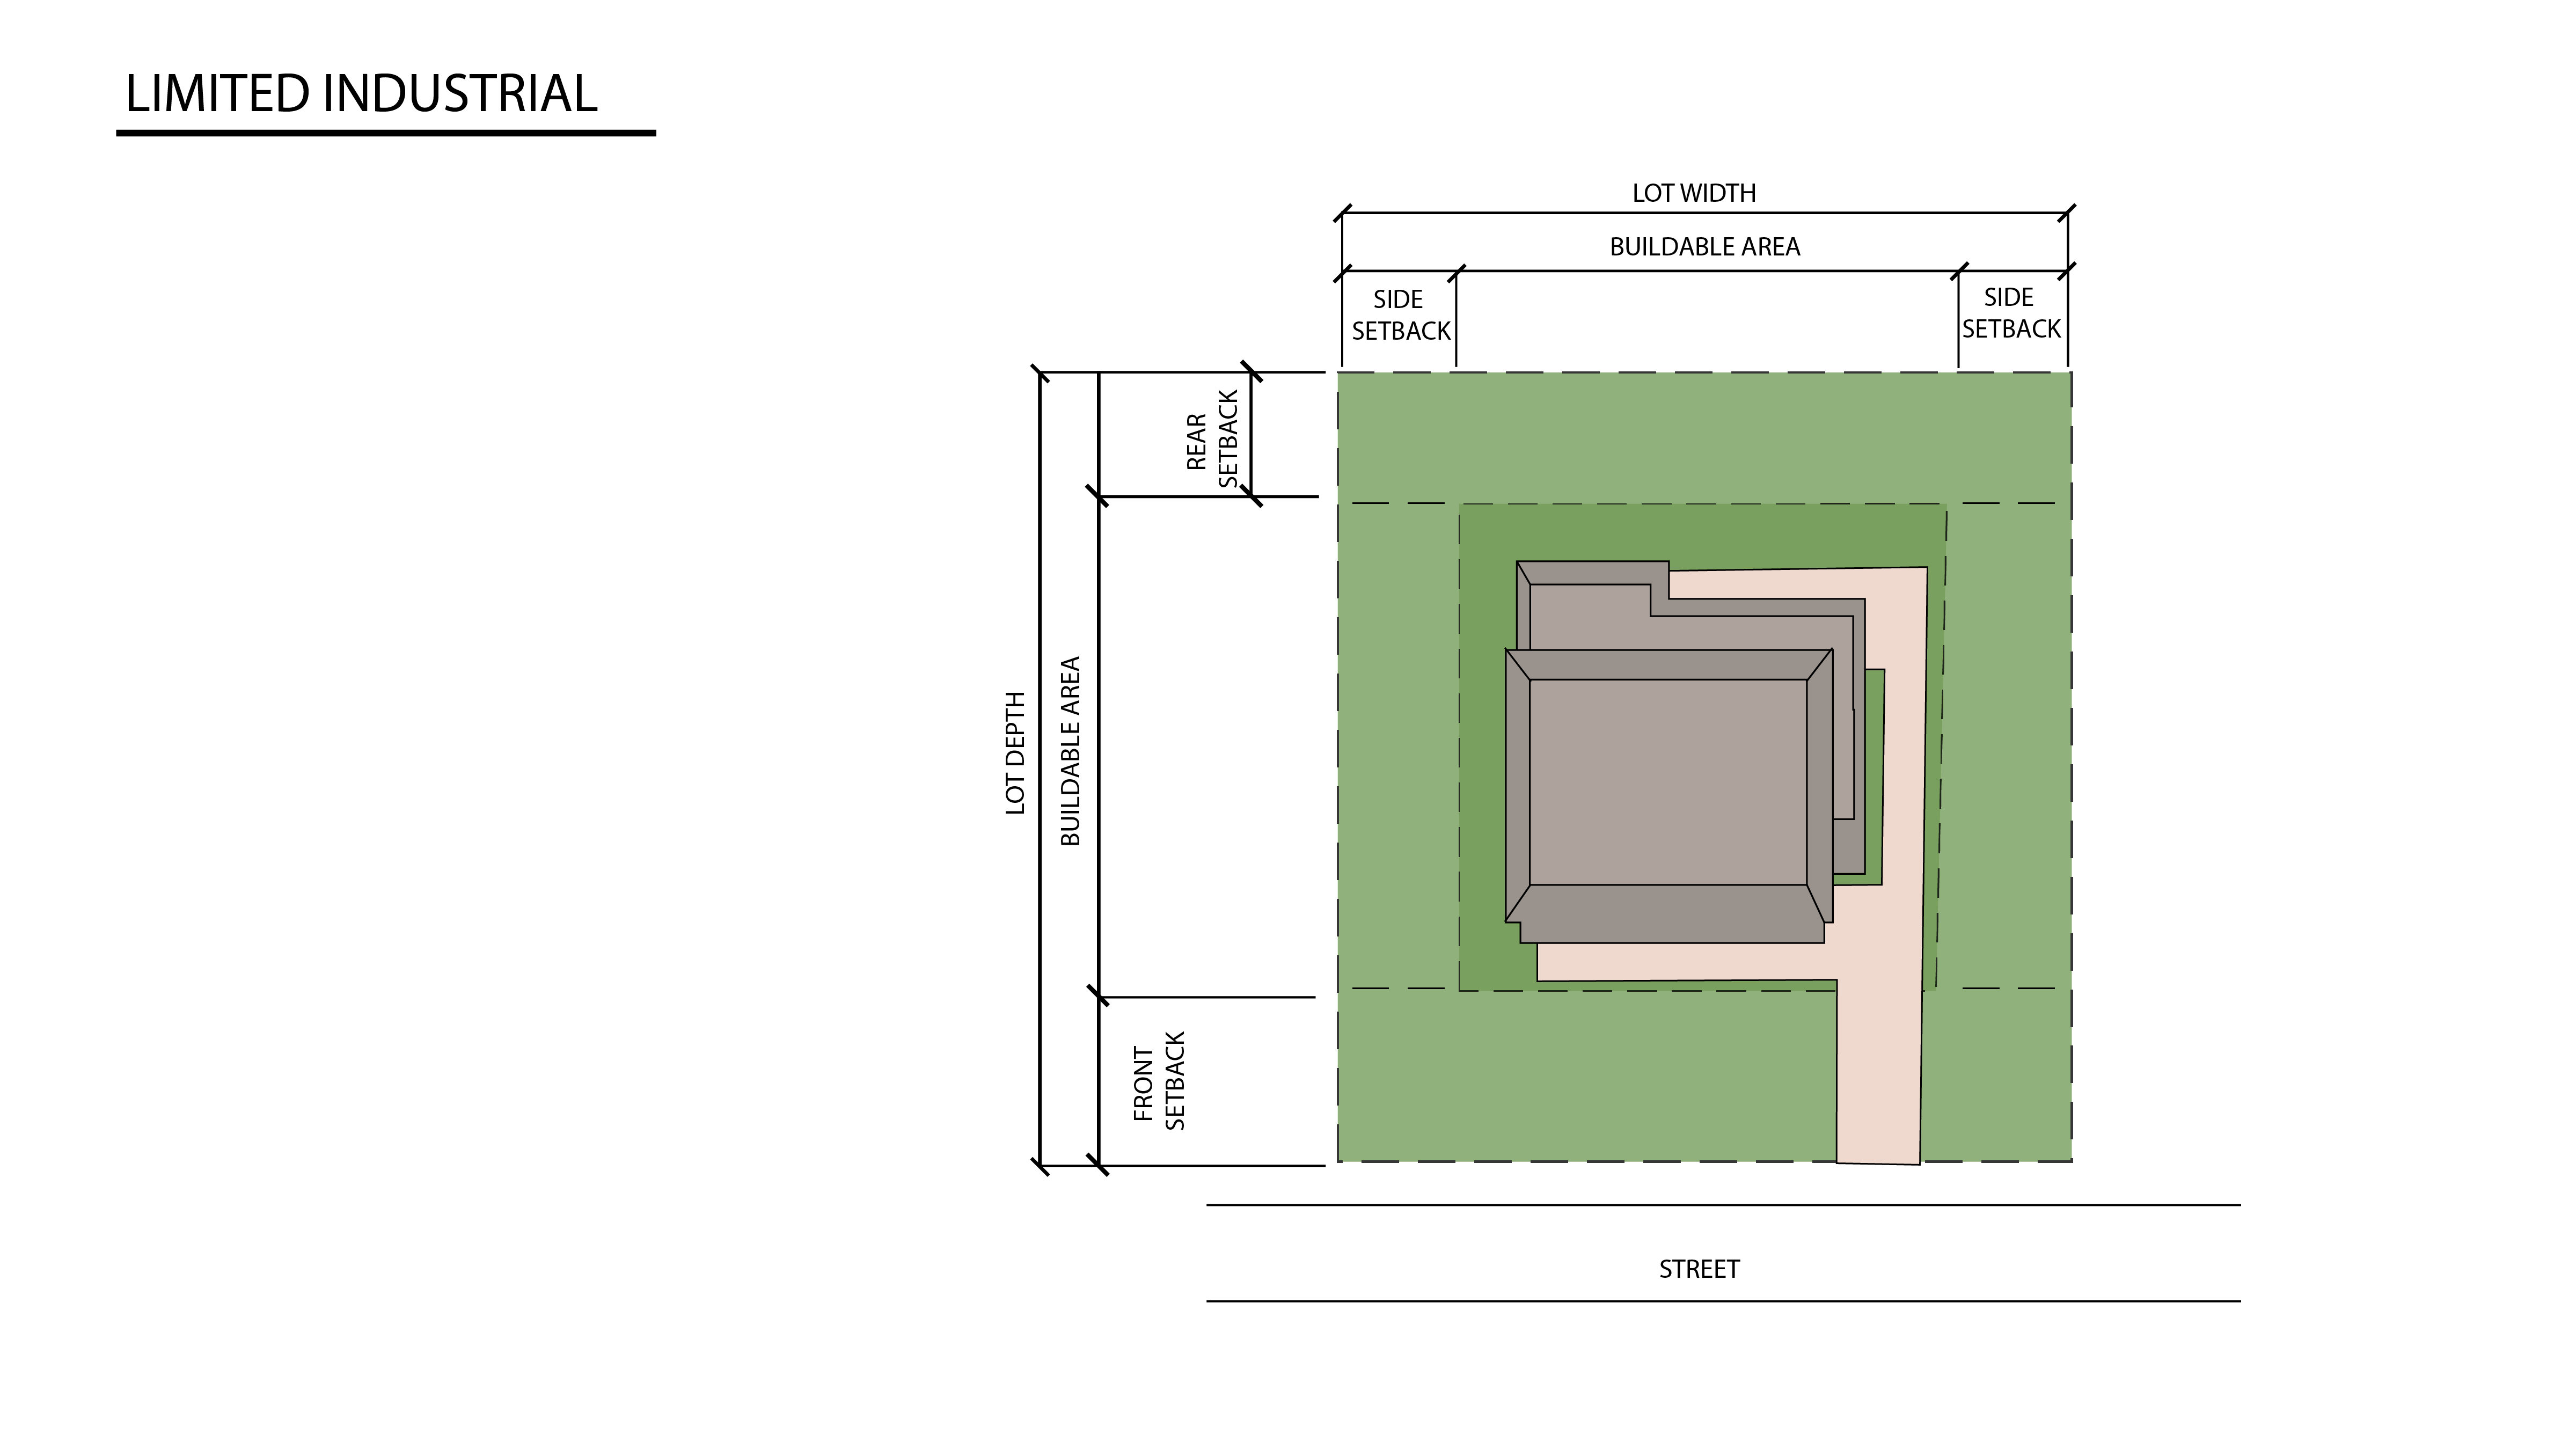 LIMITED INDUSTRIAL
LOT WIDTH
BUILDABLE AREA
SIDE
SETBACK
SIDE
SETBACK
REAR
SETBACK
LOT DEPTH
BUILDABLE AREA
FRONT
SETBACK
STREET